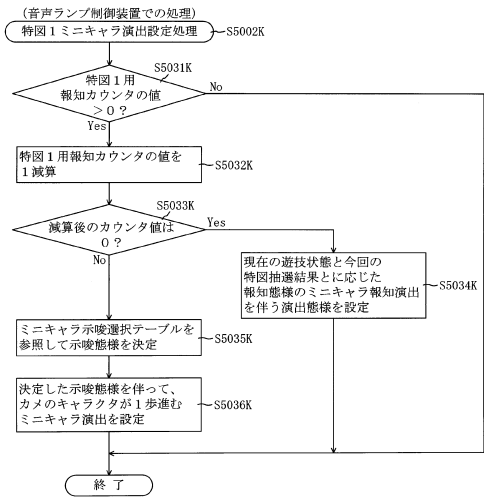 (音声ランプ制御装置での処理)
特図１ミニキャラ演出設定処理
S5002K
S5031K
特図１用
報知カウンタの値
＞０？
No
Yes
特図１用報知カウンタの値を
１減算
S5032K
S5033K
減算後のカウンタ値は
０？
Yes
No
現在の遊技状態と今回の
特図抽選結果とに応じた
報知態様のミニキャラ報知演出
を伴う演出態様を設定
S5034K
ミニキャラ示唆選択テーブルを
参照して示唆態様を決定
S5035K
決定した示唆態様を伴って、
カメのキャラクタが１歩進む
ミニキャラ演出を設定
S5036K
終了